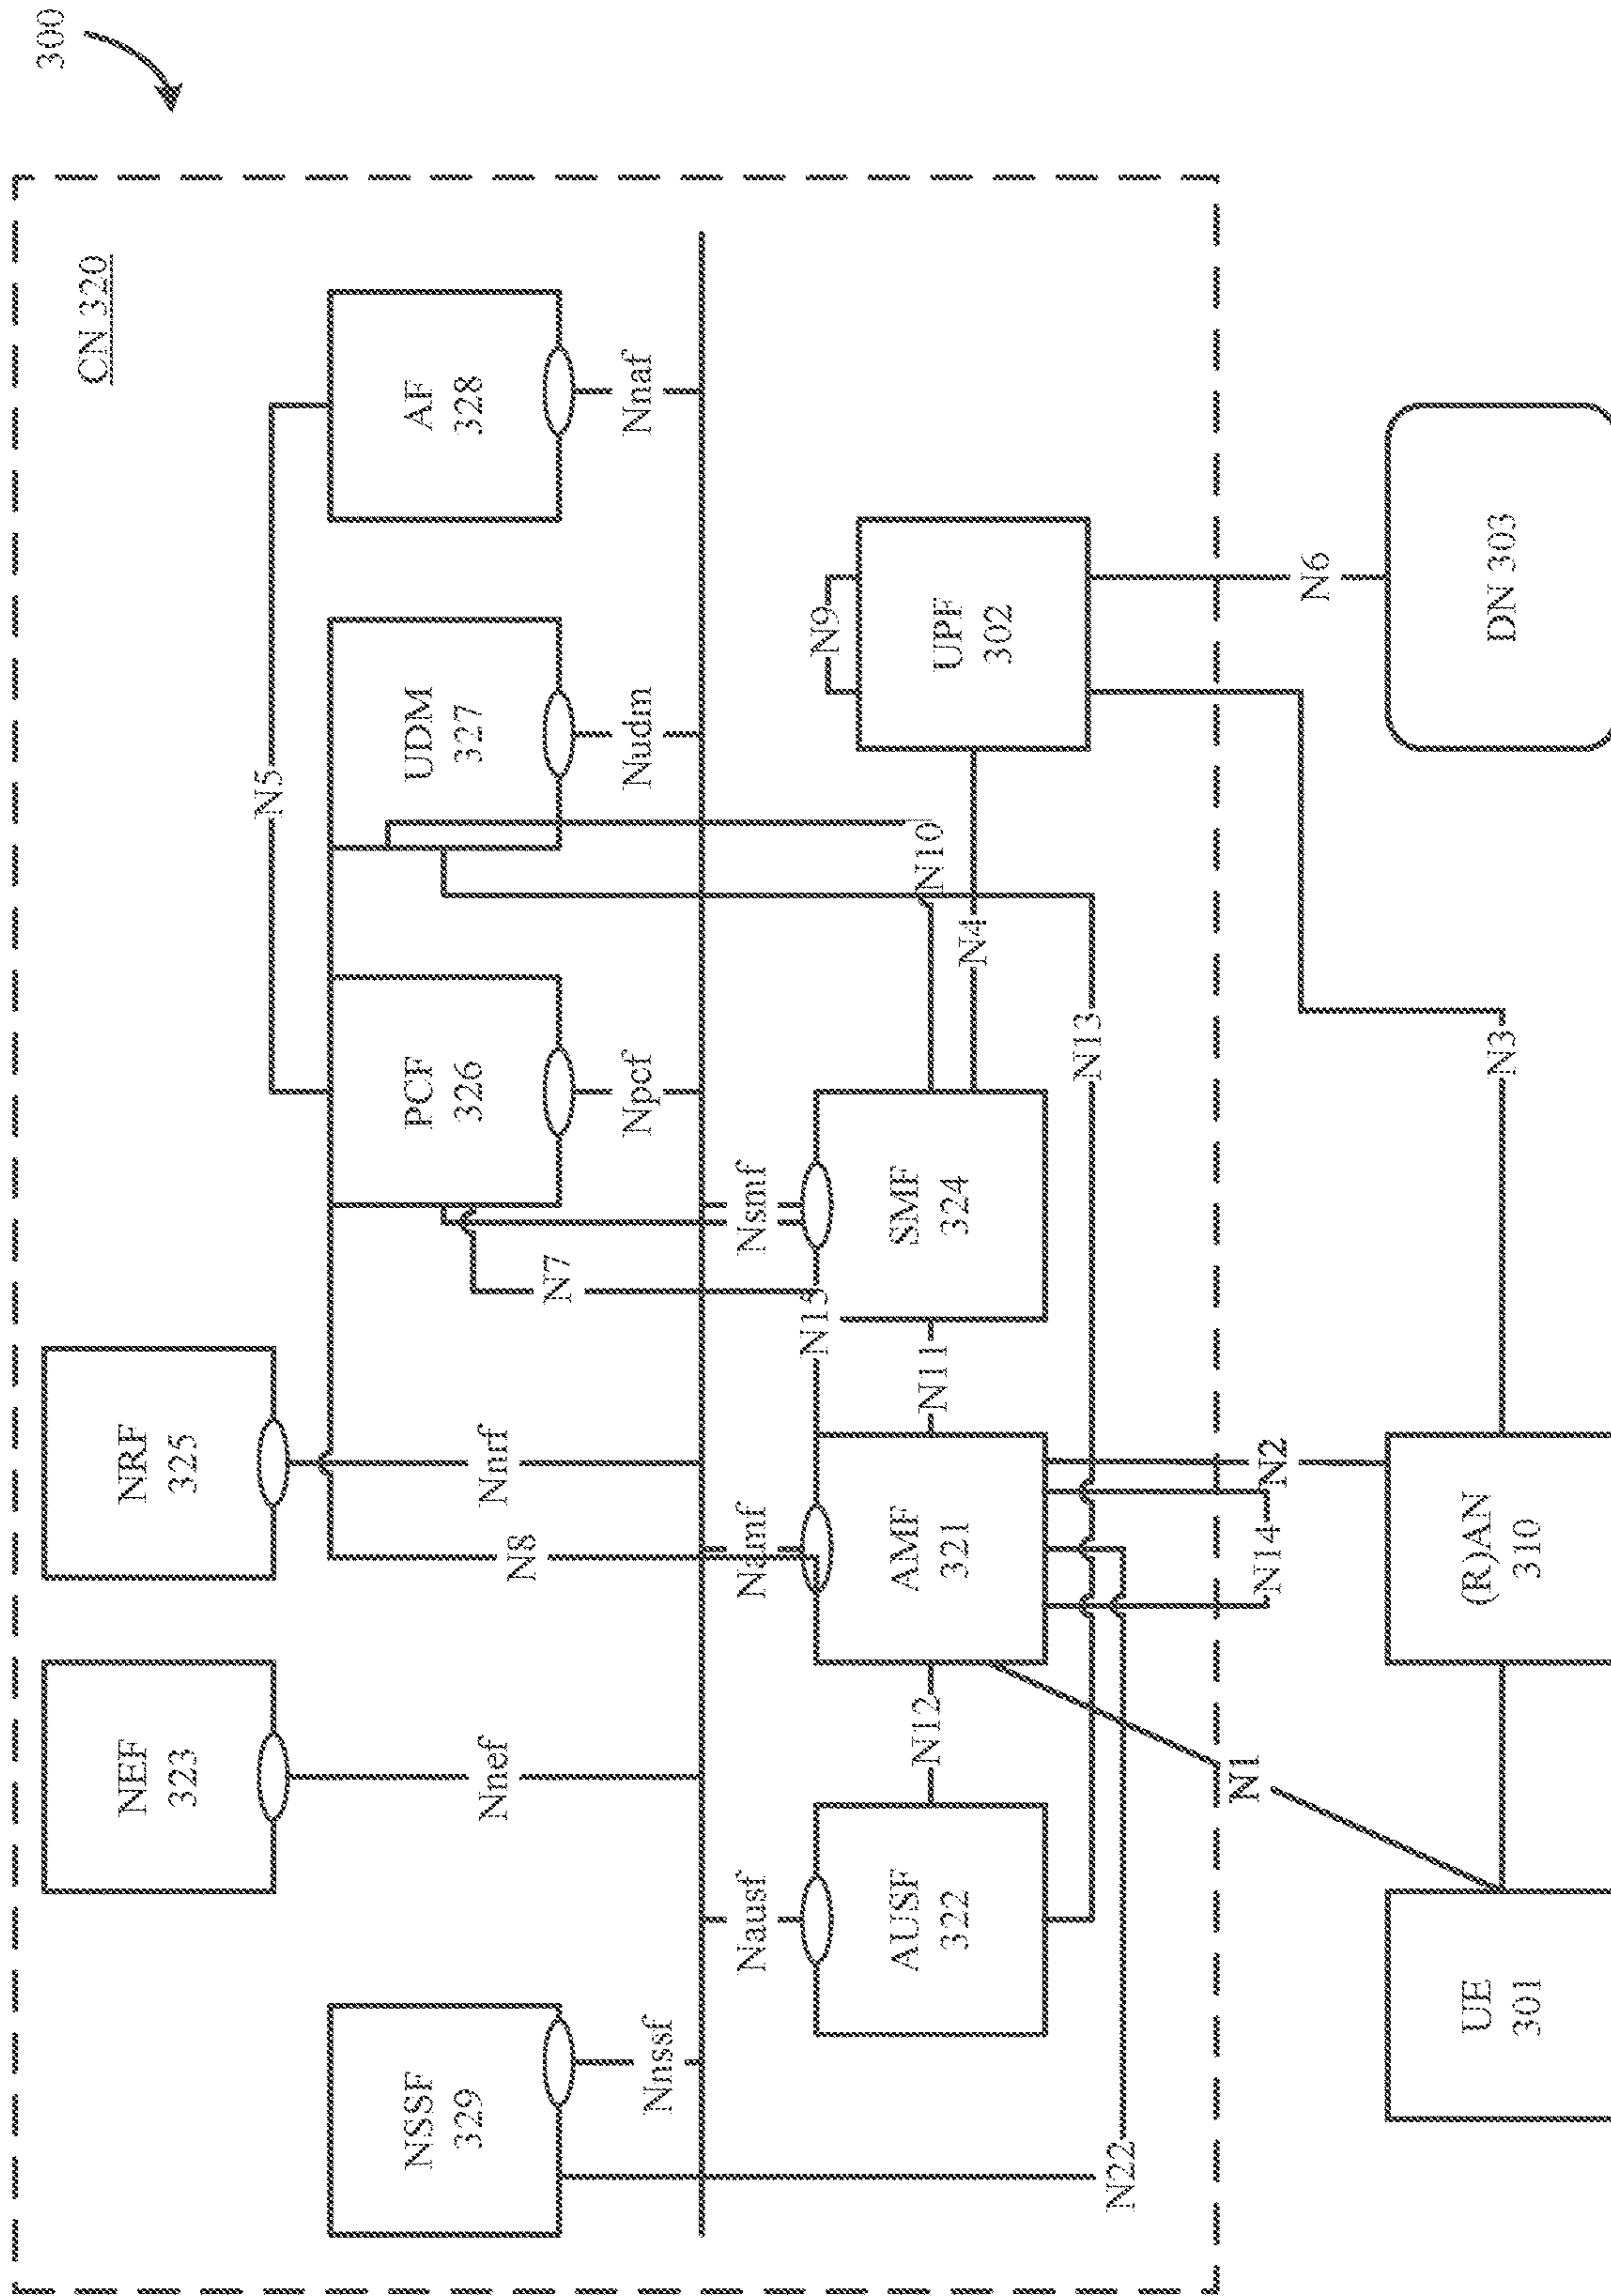 300
CN 320
NEF
323
NRF
325
N5
NSSF
329
PCF
326
UDM
327
AF
328
Nnef
Nnrf
N8
N7
Nnssf
Npcf
Nudm
Nnaf
Nausf
Namf
Nsmf
N15
N9
AUSF
322
N12
AMF
321
N11
SMF
324
N10
N4
UPF
302
N13
N22
N1
N14
N2
N6
UE
301
(R)AN
310
N3
DN 303